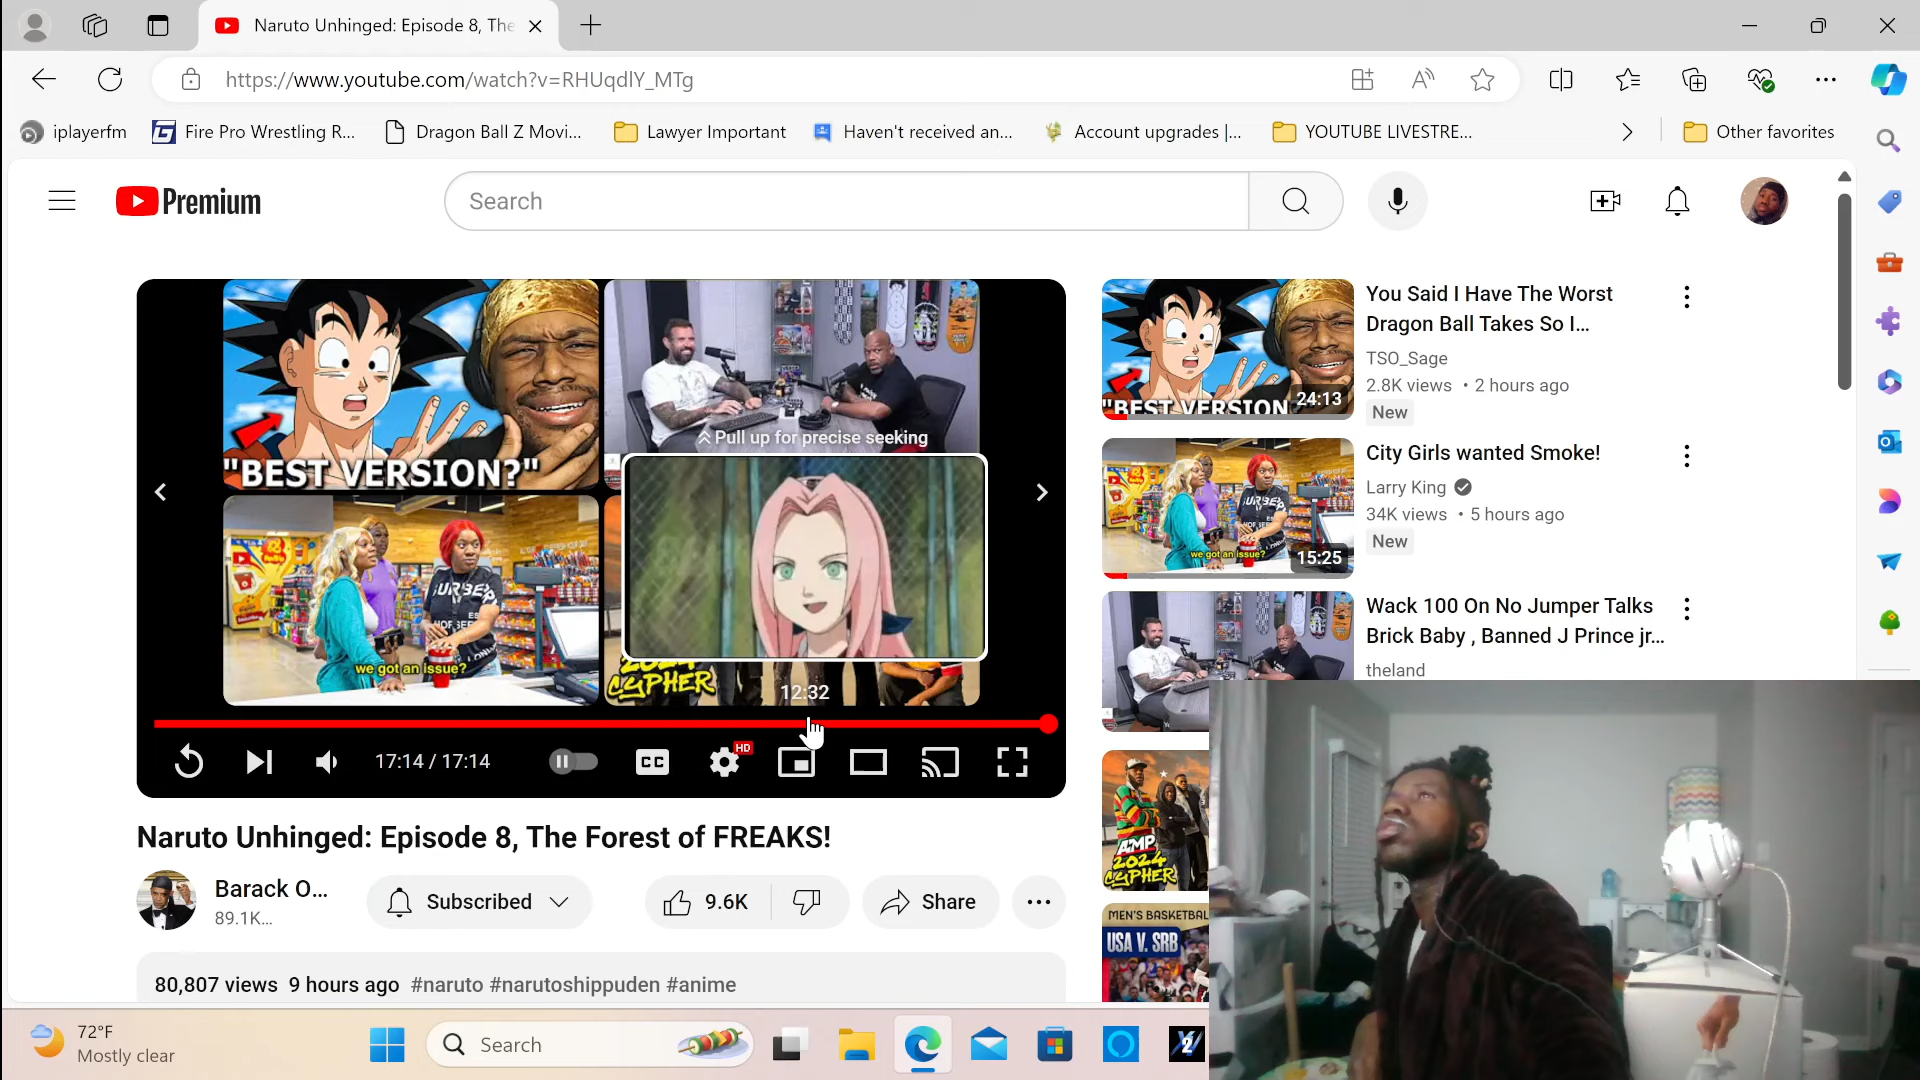 Naruto Unhinged: Episode 8, The
https://www.youtube.com/watch?v=RHUqdlY_MTg
iplayerfm
Fire Pro Wrestling R...
Dragon Ball Z Movi...
Lawyer Important
Haven't received an...
Account upgrades |...
YOUTUBE LIVESTRE...
Other favorites
Premium
Search
"BEST VERSION?"
Pull up for precise seeking
we got an issue?
2024
CYPHER
12:32
17:14 / 17:14
CC
HD
Naruto Unhinged: Episode 8, The Forest of FREAKS!
Barack O...
89.1K...
Subscribed
9.6K
Share
80,807 views 9 hours ago #naruto #narutoshippuden #anime
"BEST VERSION
24:13
You Said I Have The Worst
Dragon Ball Takes So I...
TSO_Sage
2.8K views • 2 hours ago
New
we got an issue?
15:25
City Girls wanted Smoke!
Larry King
34K views • 5 hours ago
New
Wack 100 On No Jumper Talks
Brick Baby , Banned J Prince jr...
theland
AMP
2024
CYPHER
MEN'S BASKETBAL
USA V. SRB
72°F
Mostly clear
Search